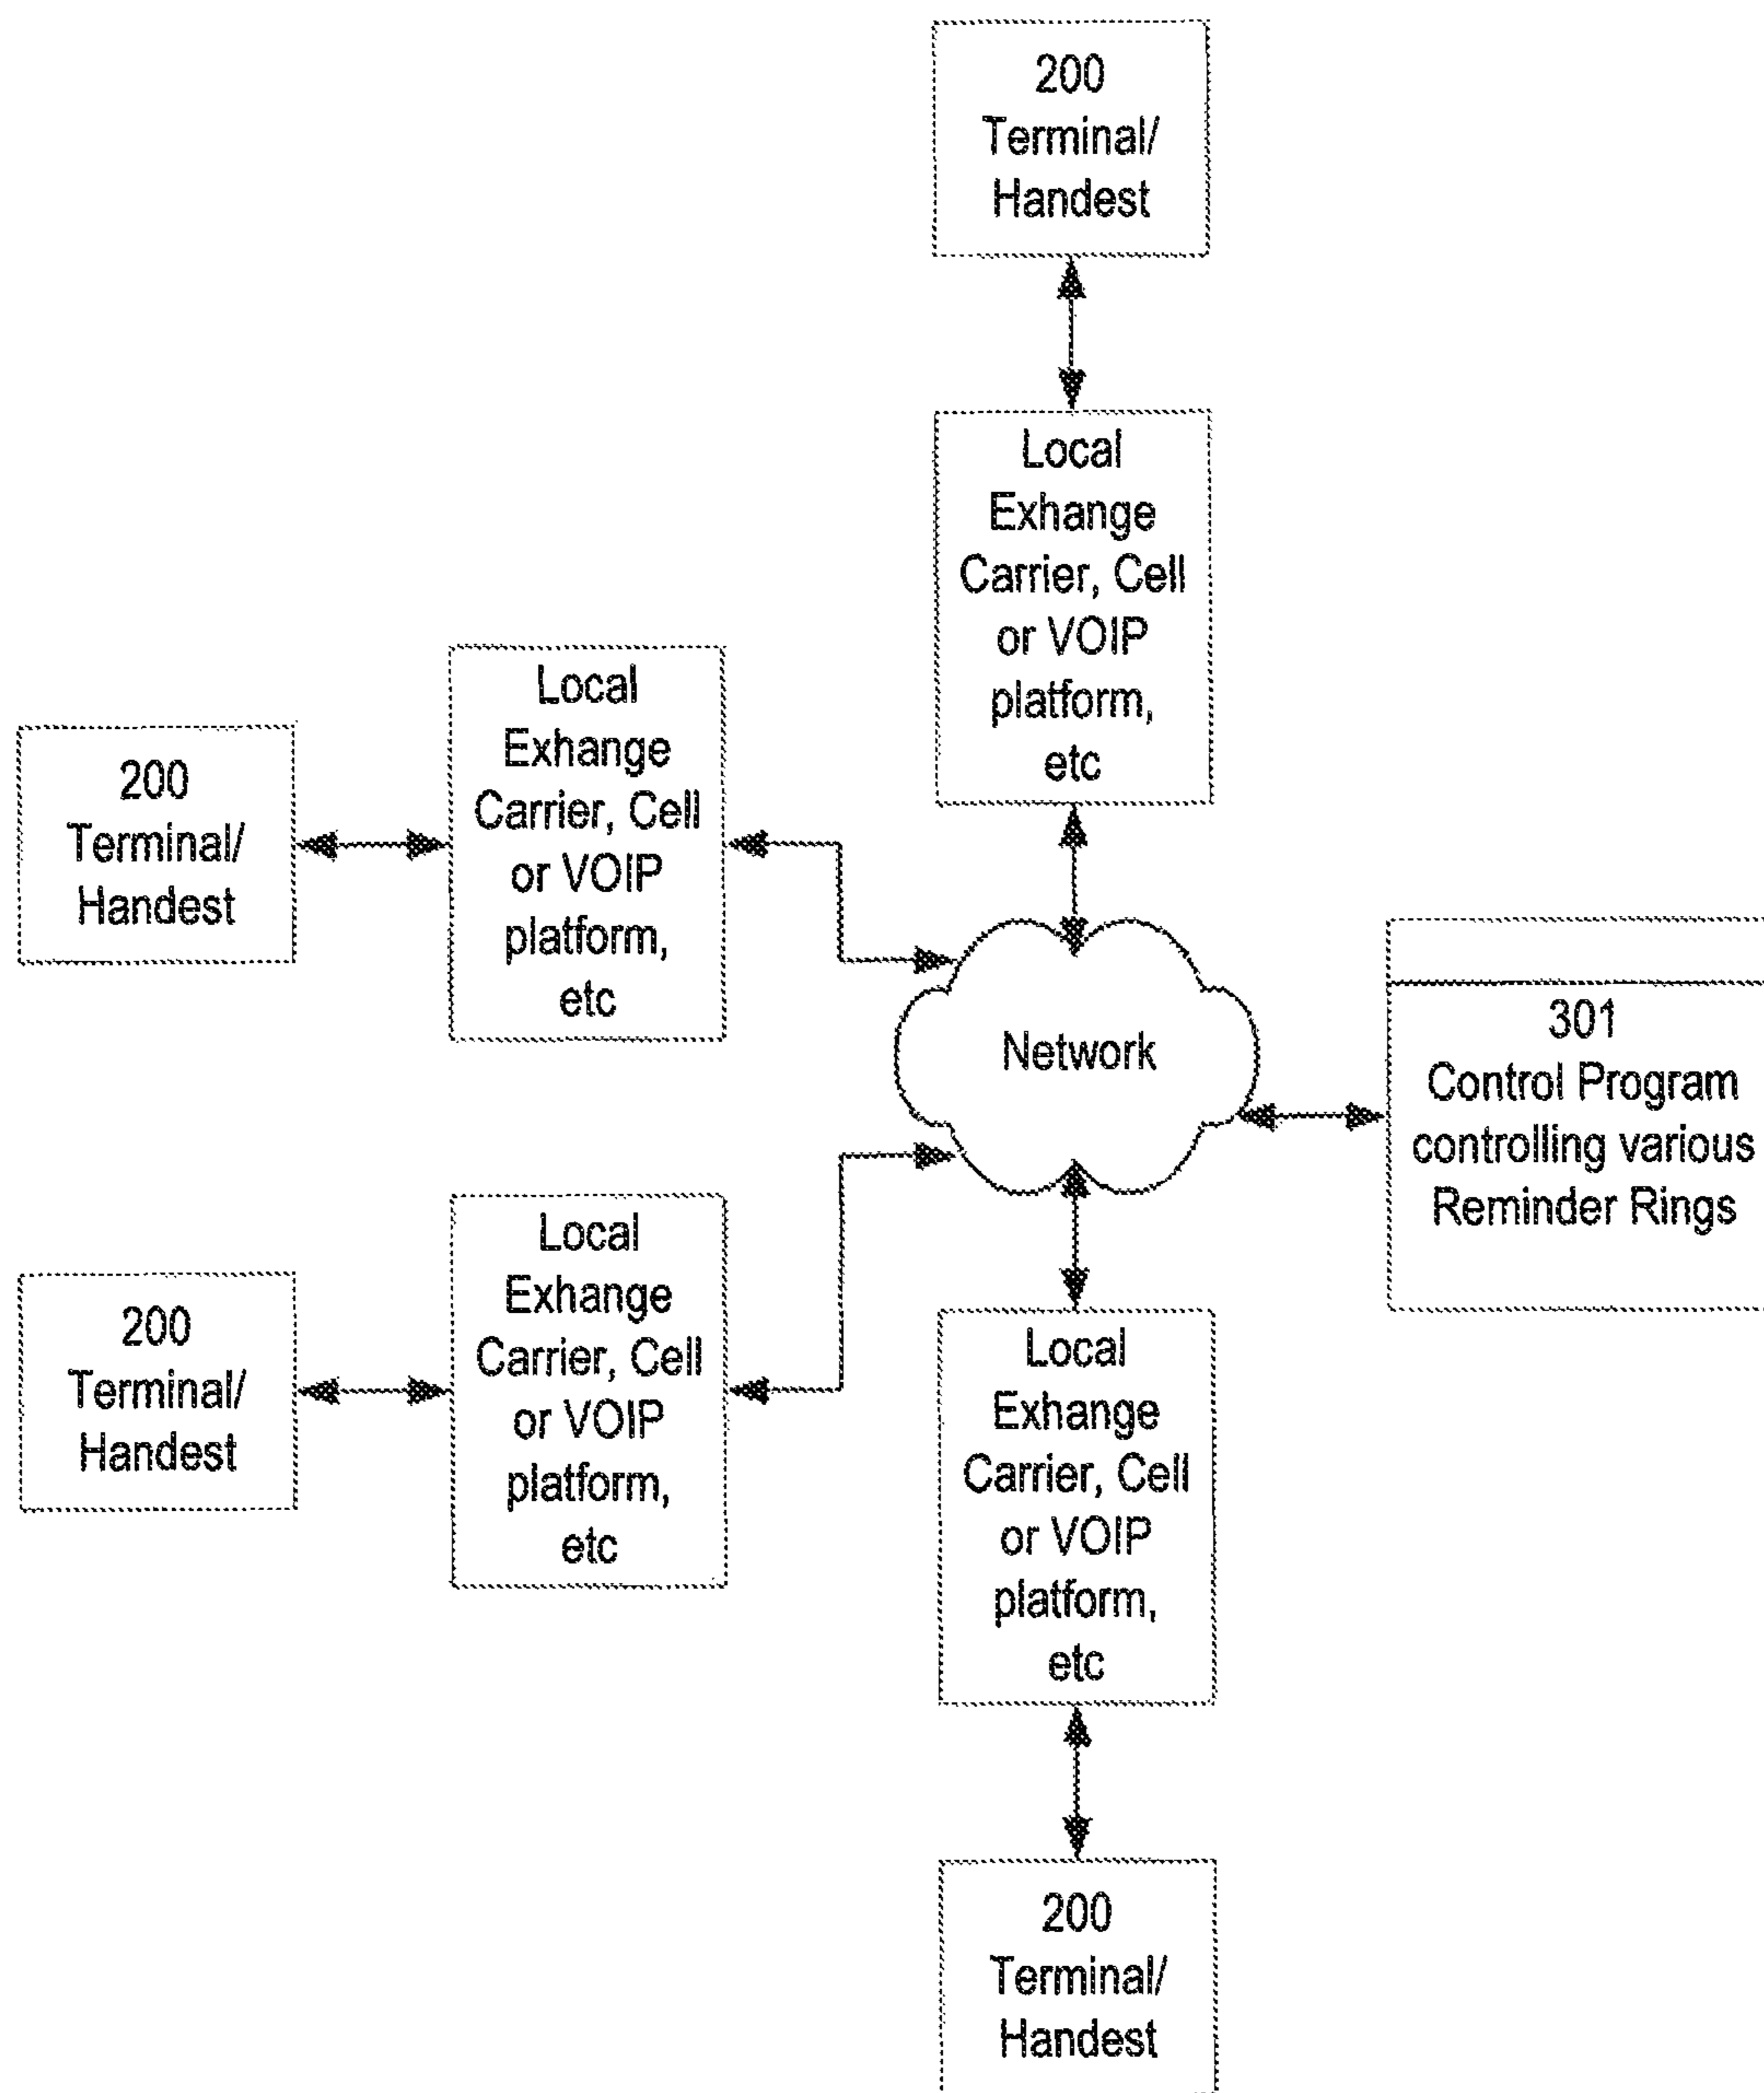 200
Terminal/
Handest
Local
Exhange
Carrier, Cell
or VOIP
platform,
etc
Local
Exhange
Carrier, Cell
or VOIP
platform,
etc
200
Terminal/
Handest
Network
301
Control Program
controlling various
Reminder Rings
Local
Exhange
Carrier, Cell
or VOIP
platform,
etc
200
Terminal/
Handest
Local
Exhange
Carrier, Cell
or VOIP
platform,
etc
200
Terminal/
Handest